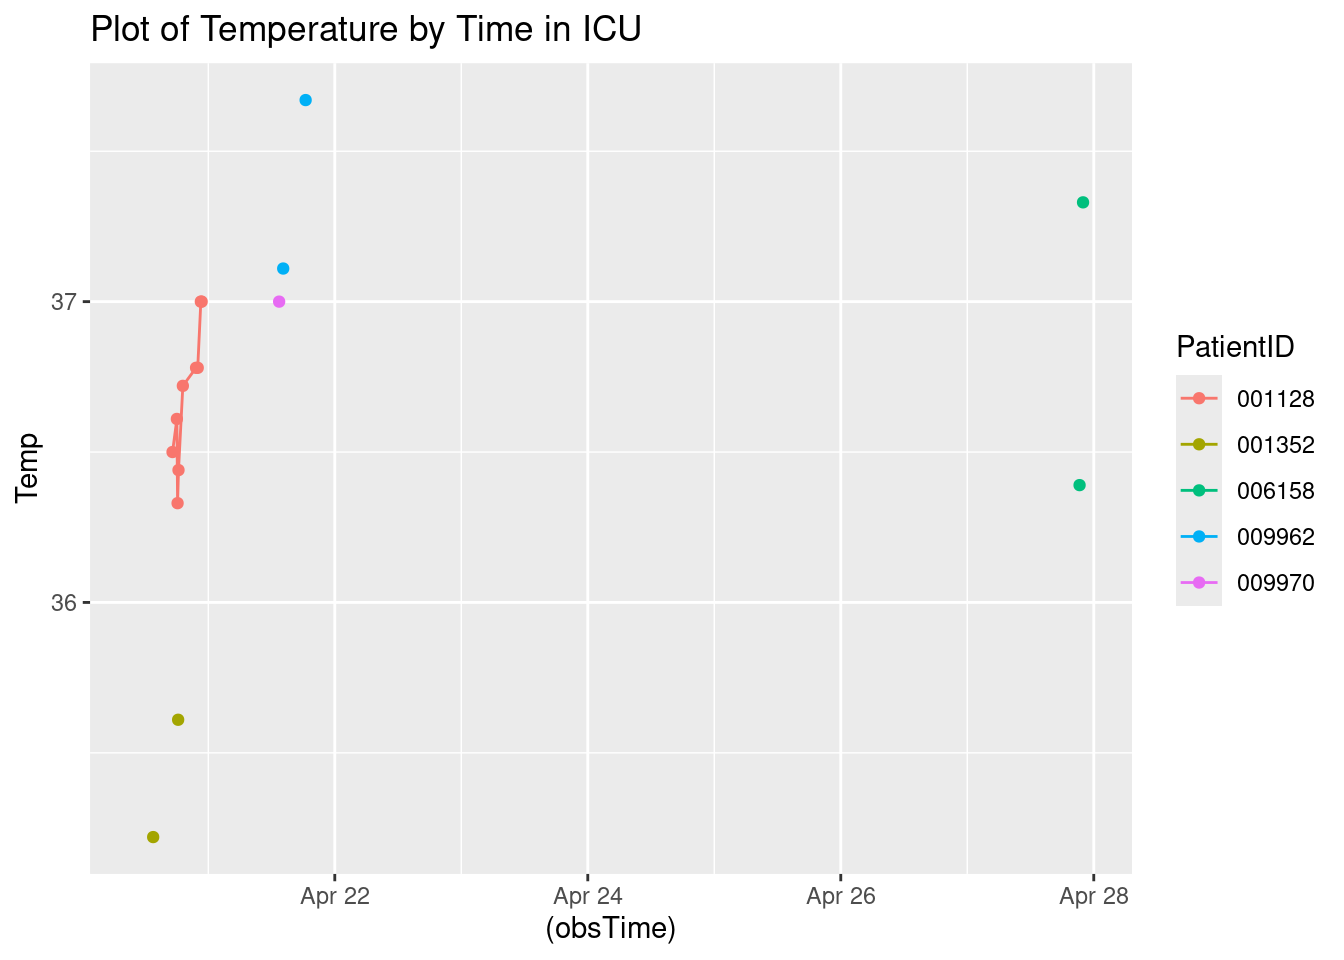 Plot of Temperature by Time in ICU
37
36
Temp
Apr 22
Apr 24
Apr 26
Apr 28
(obsTime)
PatientID
001128
001352
006158
009962
009970